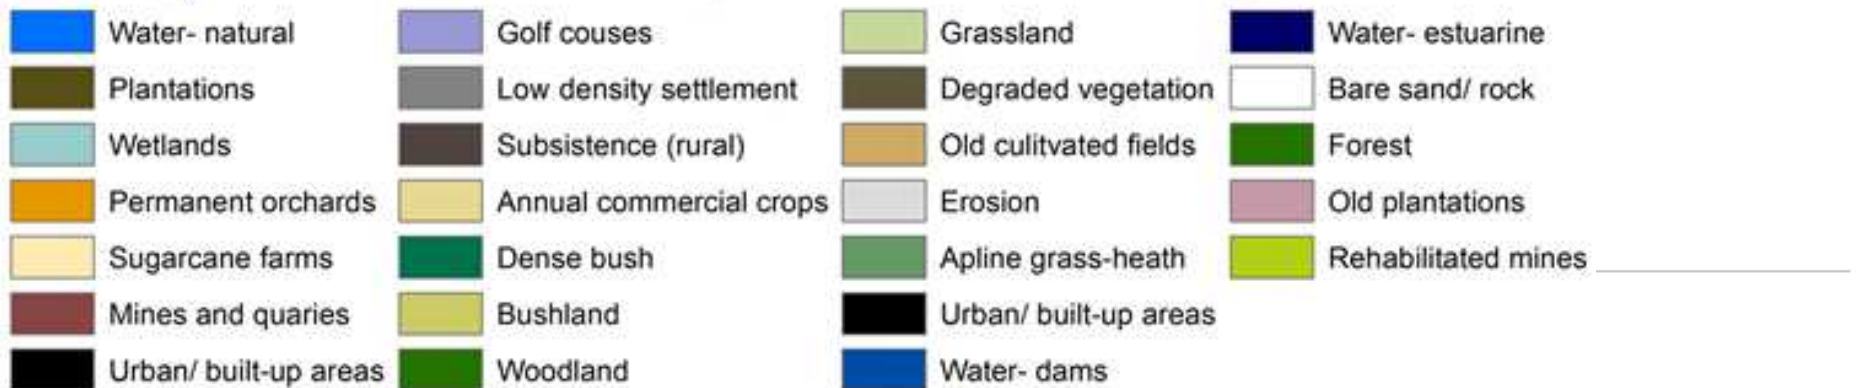 Water- natural
Plantations
Wetlands
Permanent orchards
Sugarcane farms
Mines and quaries
Urban/ built-up areas
Golf couses
Low density settlement
Subsistence (rural)
Annual commercial crops
Dense bush
Bushland
Woodland
Grassland
Degraded vegetation
Old culitvated fields
Erosion
Apline grass-heath
Urban/ built-up areas
Water- dams
Water- estuarine
Bare sand/ rock
Forest
Old plantations
Rehabilitated mines